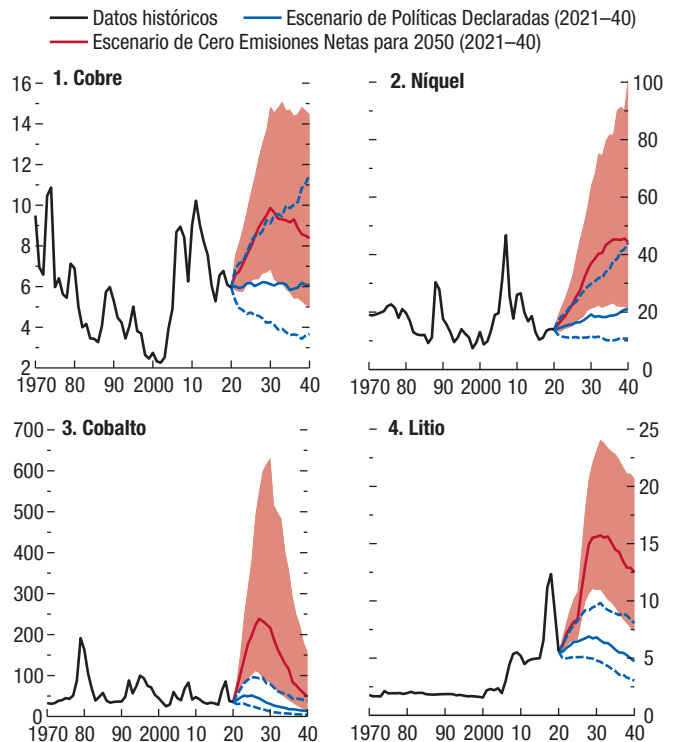 Datos históricos Escenario de Políticas Declaradas (2021–40)
Escenario de Cero Emisiones Netas para 2050 (2021–40)
1. Cobre
16
14
12
10
8
6
4
2
1970 80 90 2000 10 20 30 40
2. Níquel
100
80
60
40
20
0
1970 80 90 2000 10 20 30 40
3. Cobalto
700
600
500
400
300
200
100
0
1970 80 90 2000 10 20 30 40
4. Litio
25
20
15
10
5
0
1970 80 90 2000 10 20 30 40